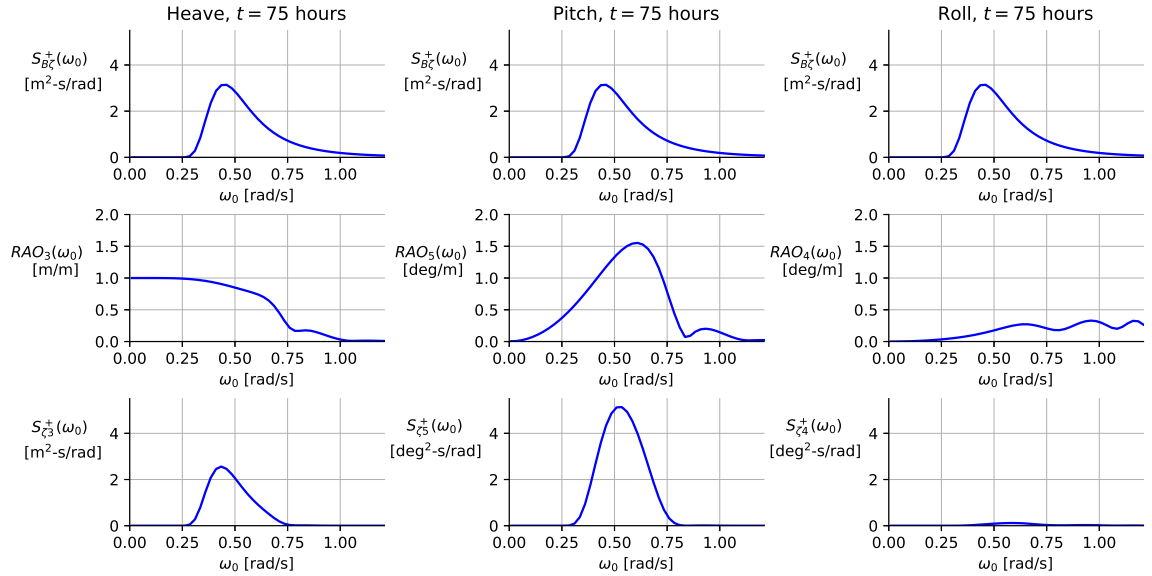 Heave, t = 75 hours
S⁺_Bζ(ω₀)
[m²-s/rad]
4
2
0
0.00 0.25 0.50 0.75 1.00
ω₀ [rad/s]
Pitch, t = 75 hours
S⁺_Bζ(ω₀)
[m²-s/rad]
4
2
0
0.00 0.25 0.50 0.75 1.00
ω₀ [rad/s]
Roll, t = 75 hours
S⁺_Bζ(ω₀)
[m²-s/rad]
4
2
0
0.00 0.25 0.50 0.75 1.00
ω₀ [rad/s]
RAO₃(ω₀)
[m/m]
2.0
1.5
1.0
0.5
0.0
0.00 0.25 0.50 0.75 1.00
ω₀ [rad/s]
RAO₅(ω₀)
[deg/m]
2.0
1.5
1.0
0.5
0.0
0.00 0.25 0.50 0.75 1.00
ω₀ [rad/s]
RAO₄(ω₀)
[deg/m]
2.0
1.5
1.0
0.5
0.0
0.00 0.25 0.50 0.75 1.00
ω₀ [rad/s]
S⁺_ζ3(ω₀)
[m²-s/rad]
4
2
0
0.00 0.25 0.50 0.75 1.00
ω₀ [rad/s]
S⁺_ζ5(ω₀)
[deg²-s/rad]
4
2
0
0.00 0.25 0.50 0.75 1.00
ω₀ [rad/s]
S⁺_ζ4(ω₀)
[deg²-s/rad]
4
2
0
0.00 0.25 0.50 0.75 1.00
ω₀ [rad/s]